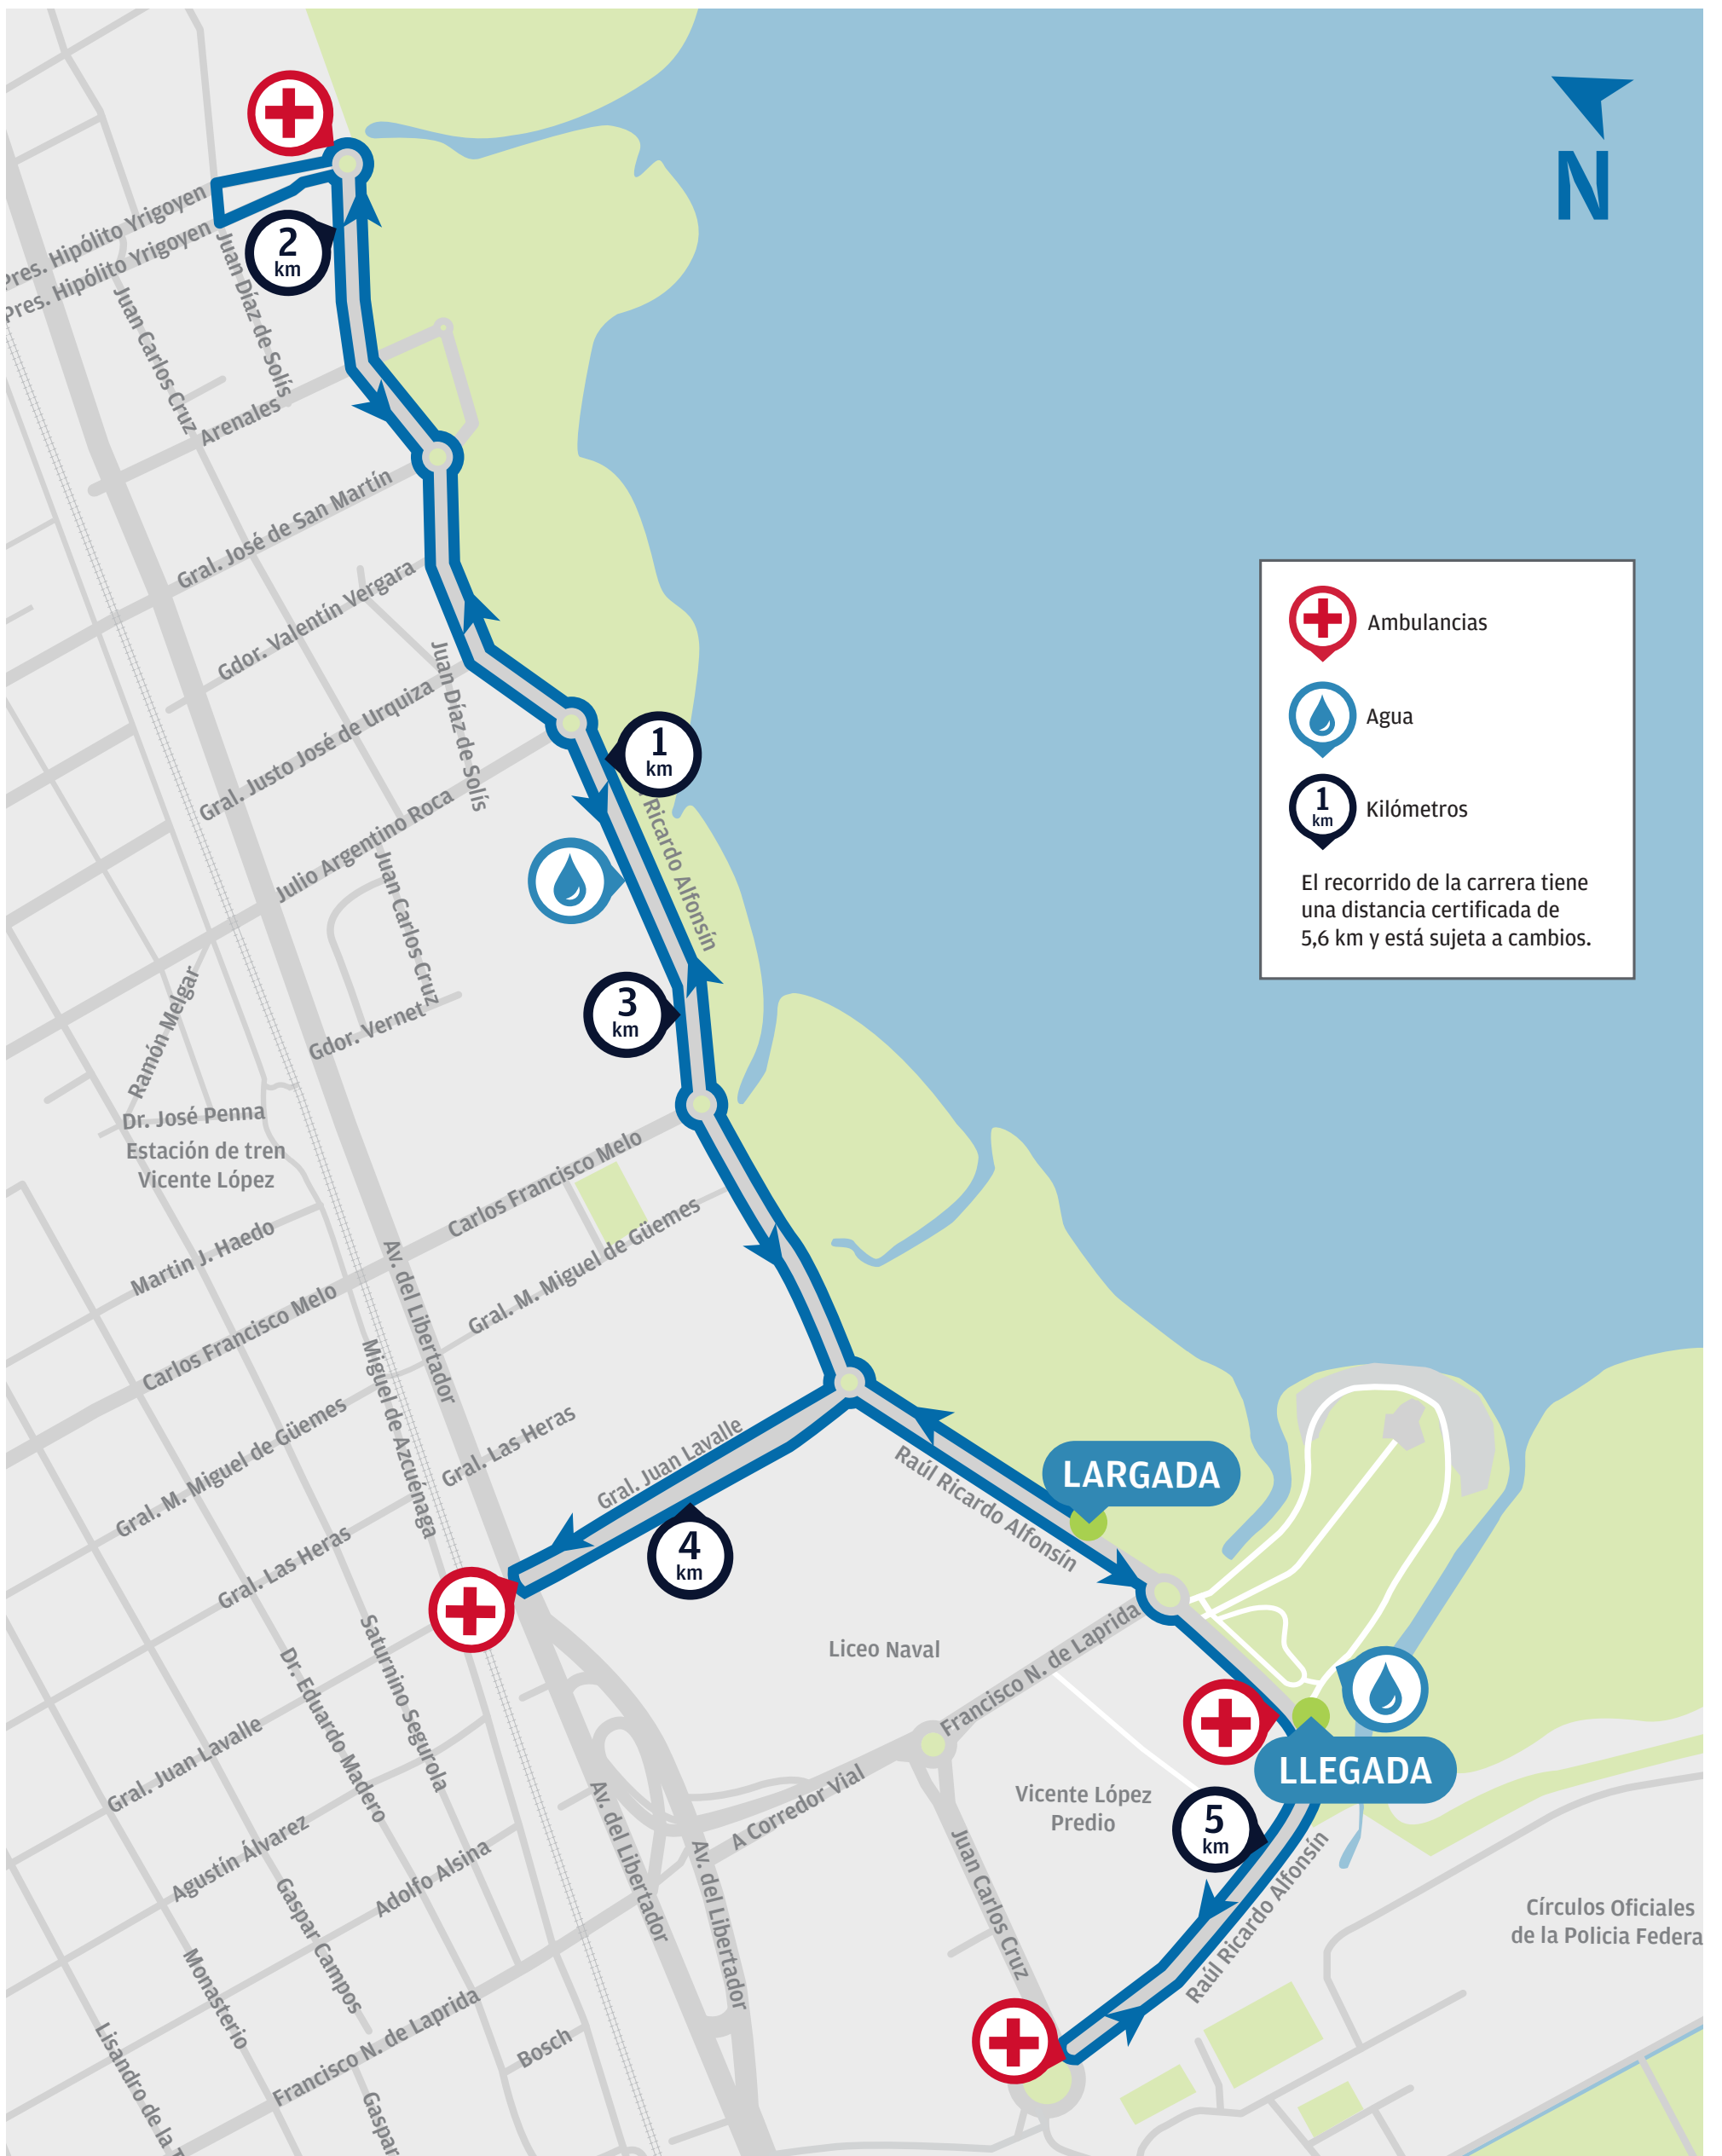 N
2
km
Pres. Hipólito Yrigoyen
Pres. Hipólito Yrigoyen
Juan Díaz de Solís
Juan Carlos Cruz
Arenales
Gral. José de San Martín
Gdor. Valentín Vergara
Juan Díaz de Solís
Gral. Justo José de Urquiza
Julio Argentino Roca
1
km
Ricardo Alfonsín
Juan Carlos Cruz
Ramón Melgar
Gdor. Vernet
3
km
Ambulancias
Agua
1
km
Kilómetros
El recorrido de la carrera tiene
una distancia certificada de
5,6 km y está sujeta a cambios.
Dr. José Penna
Estación de tren
Vicente López
Carlos Francisco Melo
Martin J. Haedo
Gral. M. Miguel de Güemes
Av. del Libertador
Carlos Francisco Melo
Miguel de Azcuénaga
Gral. M. Miguel de Güemes
Gral. Las Heras
Gral. Juan Lavalle
Raúl Ricardo Alfonsín
LARGADA
4
km
Gral. Las Heras
Saturnino Segurola
Dr. Eduardo Madero
Liceo Naval
Francisco N. de Laprida
Gral. Juan Lavalle
LLEGADA
Vicente López
Predio
5
km
A Corredor Vial
Av. del Libertador
Av. del Libertador
Juan Carlos Cruz
Raúl Ricardo Alfonsín
Agustín Álvarez
Adolfo Alsina
Gaspar Campos
Círculos Oficiales
de la Policia Federa
Monasterio
Francisco N. de Laprida
Bosch
Lisandro de la
Gaspar